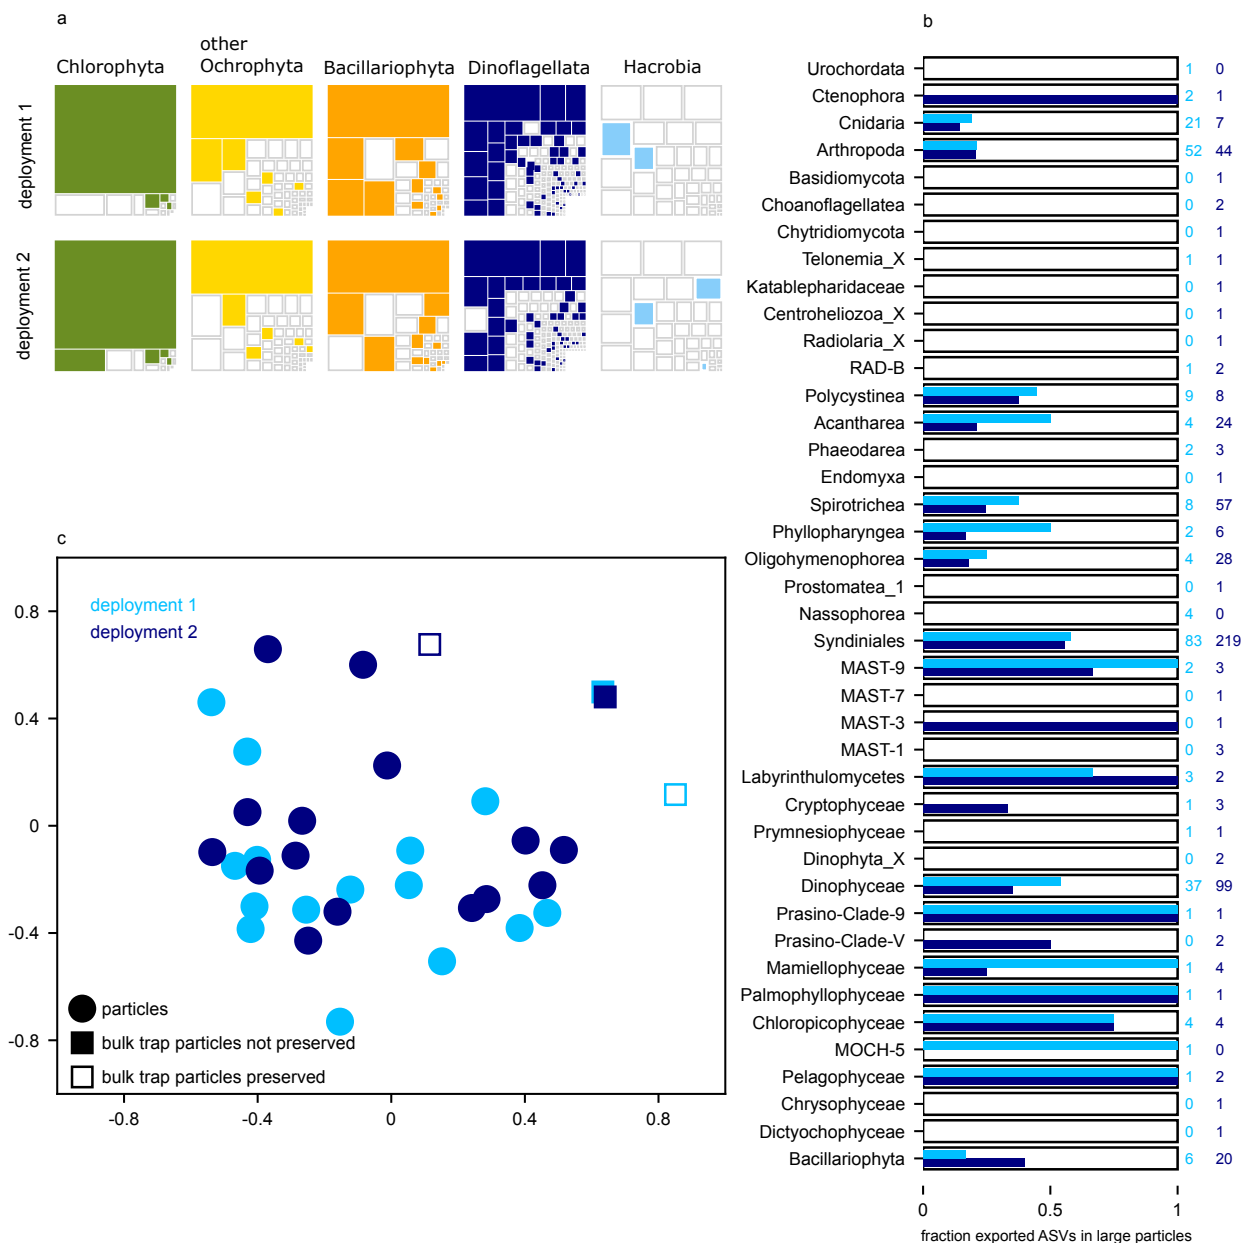 a
Chlorophyta
other
Ochrophyta
Bacillariophyta
Dinoflagellata
Hacrobia
deployment 1
deployment 2
b
Urochordata 1 0
Ctenophora 2 1
Cnidaria 21 7
Arthropoda 52 44
Basidiomycota 0 1
Choanoflagellatea 0 2
Chytridiomycota 0 1
Telonemia_X 1 1
Katablepharidaceae 0 1
Centroheliozoa_X 0 1
Radiolaria_X 0 1
RAD-B 1 2
Polycystinea 9 8
Acantharea 4 24
Phaeodarea 2 3
Endomyxa 0 1
Spirotrichea 8 57
Phyllopharyngea 2 6
Oligohymenophorea 4 28
Prostomatea_1 0 1
Nassophorea 4 0
Syndiniales 83 219
MAST-9 2 3
MAST-7 0 1
MAST-3 0 1
MAST-1 0 3
Labyrinthulomycetes 3 2
Cryptophyceae 1 3
Prymnesiophyceae 1 1
Dinophyta_X 0 2
Dinophyceae 37 99
Prasino-Clade-9 1 1
Prasino-Clade-V 0 2
Mamiellophyceae 1 4
Palmophyllophyceae 1 1
Chloropicophyceae 4 4
MOCH-5 1 0
Pelagophyceae 1 2
Chrysophyceae 0 1
Dictyochophyceae 0 1
Bacillariophyta 6 20
0 0.5 1
fraction exported ASVs in large particles
c
deployment 1
deployment 2
0.8
0.4
0
-0.4
-0.8
particles
bulk trap particles not preserved
bulk trap particles preserved
-0.8 -0.4 0 0.4 0.8